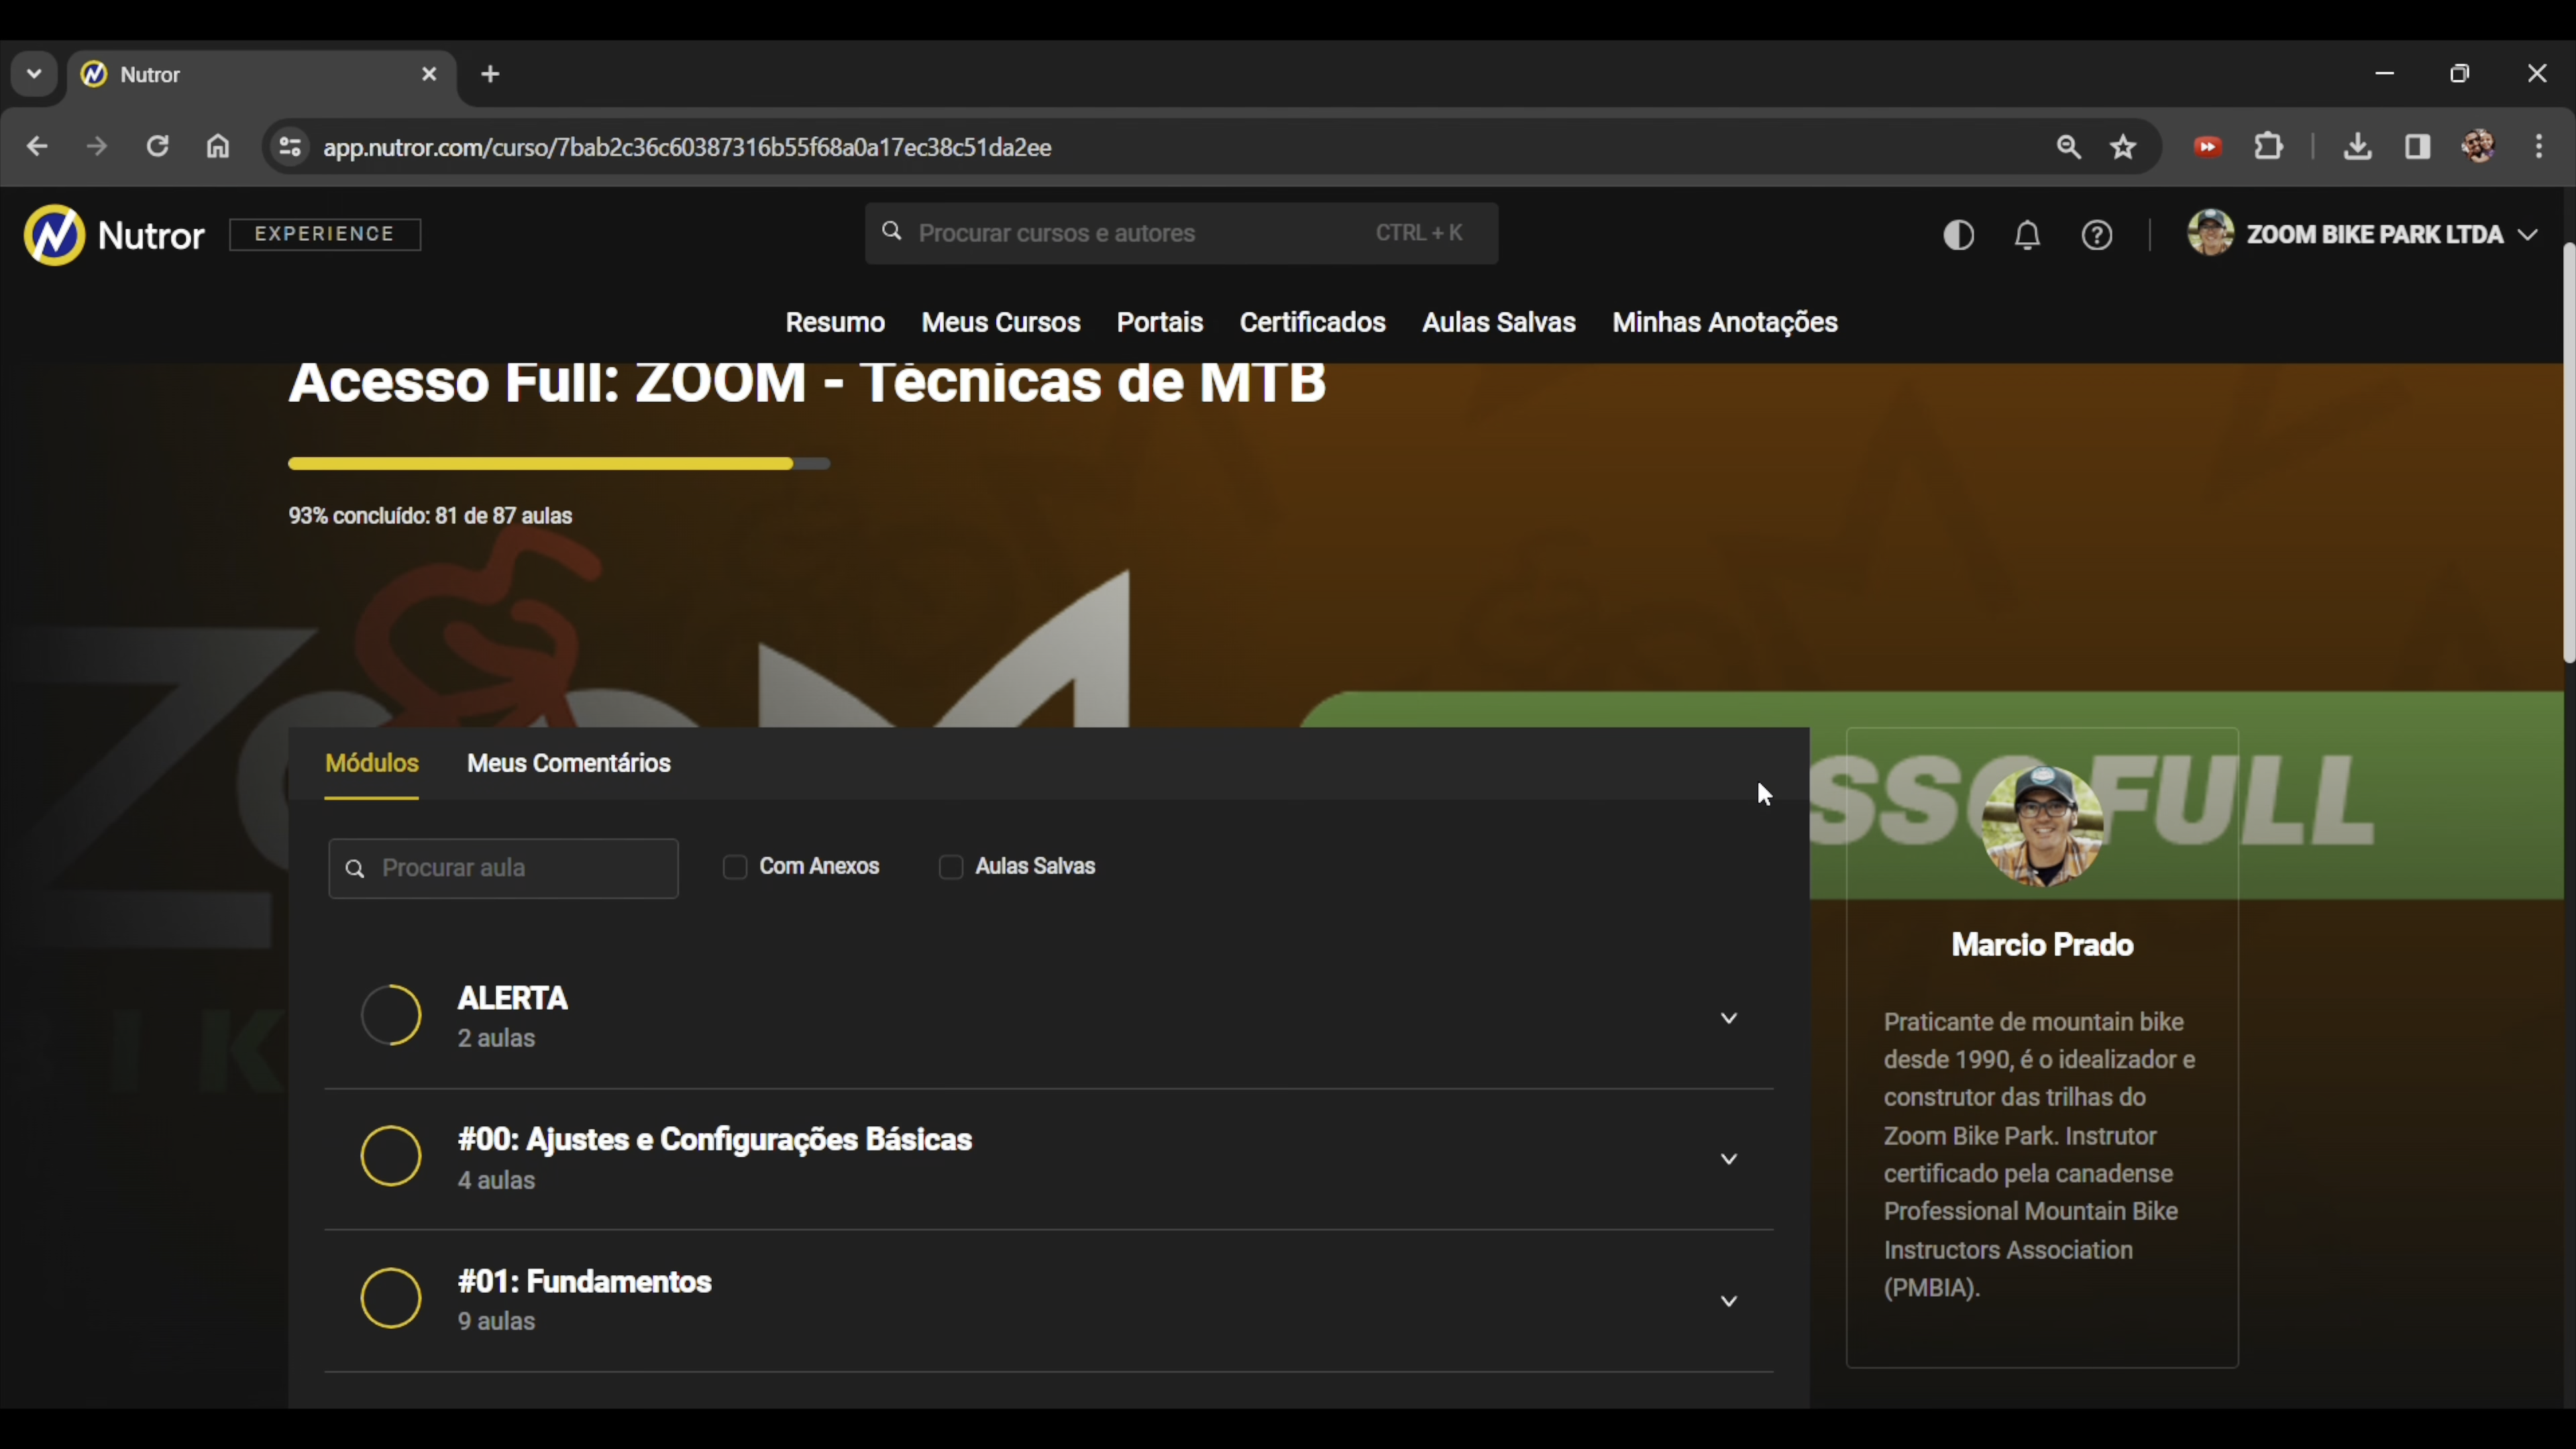 Nutror
app.nutror.com/curso/7bab2c36c60387316b55f68a0a17ec38c51da2ee
Nutror
EXPERIENCE
Procurar cursos e autores
CTRL + K
ZOOM BIKE PARK LTDA
Resumo
Meus Cursos
Portais
Certificados
Aulas Salvas
Minhas Anotações
Acesso Full: ZOOM - Técnicas de MTB
93% concluído: 81 de 87 aulas
Módulos
Meus Comentários
Procurar aula
Com Anexos
Aulas Salvas
ALERTA
2 aulas
#00: Ajustes e Configurações Básicas
4 aulas
#01: Fundamentos
9 aulas
FULL
Marcio Prado
Praticante de mountain bike
desde 1990, é o idealizador e
construtor das trilhas do
Zoom Bike Park. Instrutor
certificado pela canadense
Professional Mountain Bike
Instructors Association
(PMBIA).